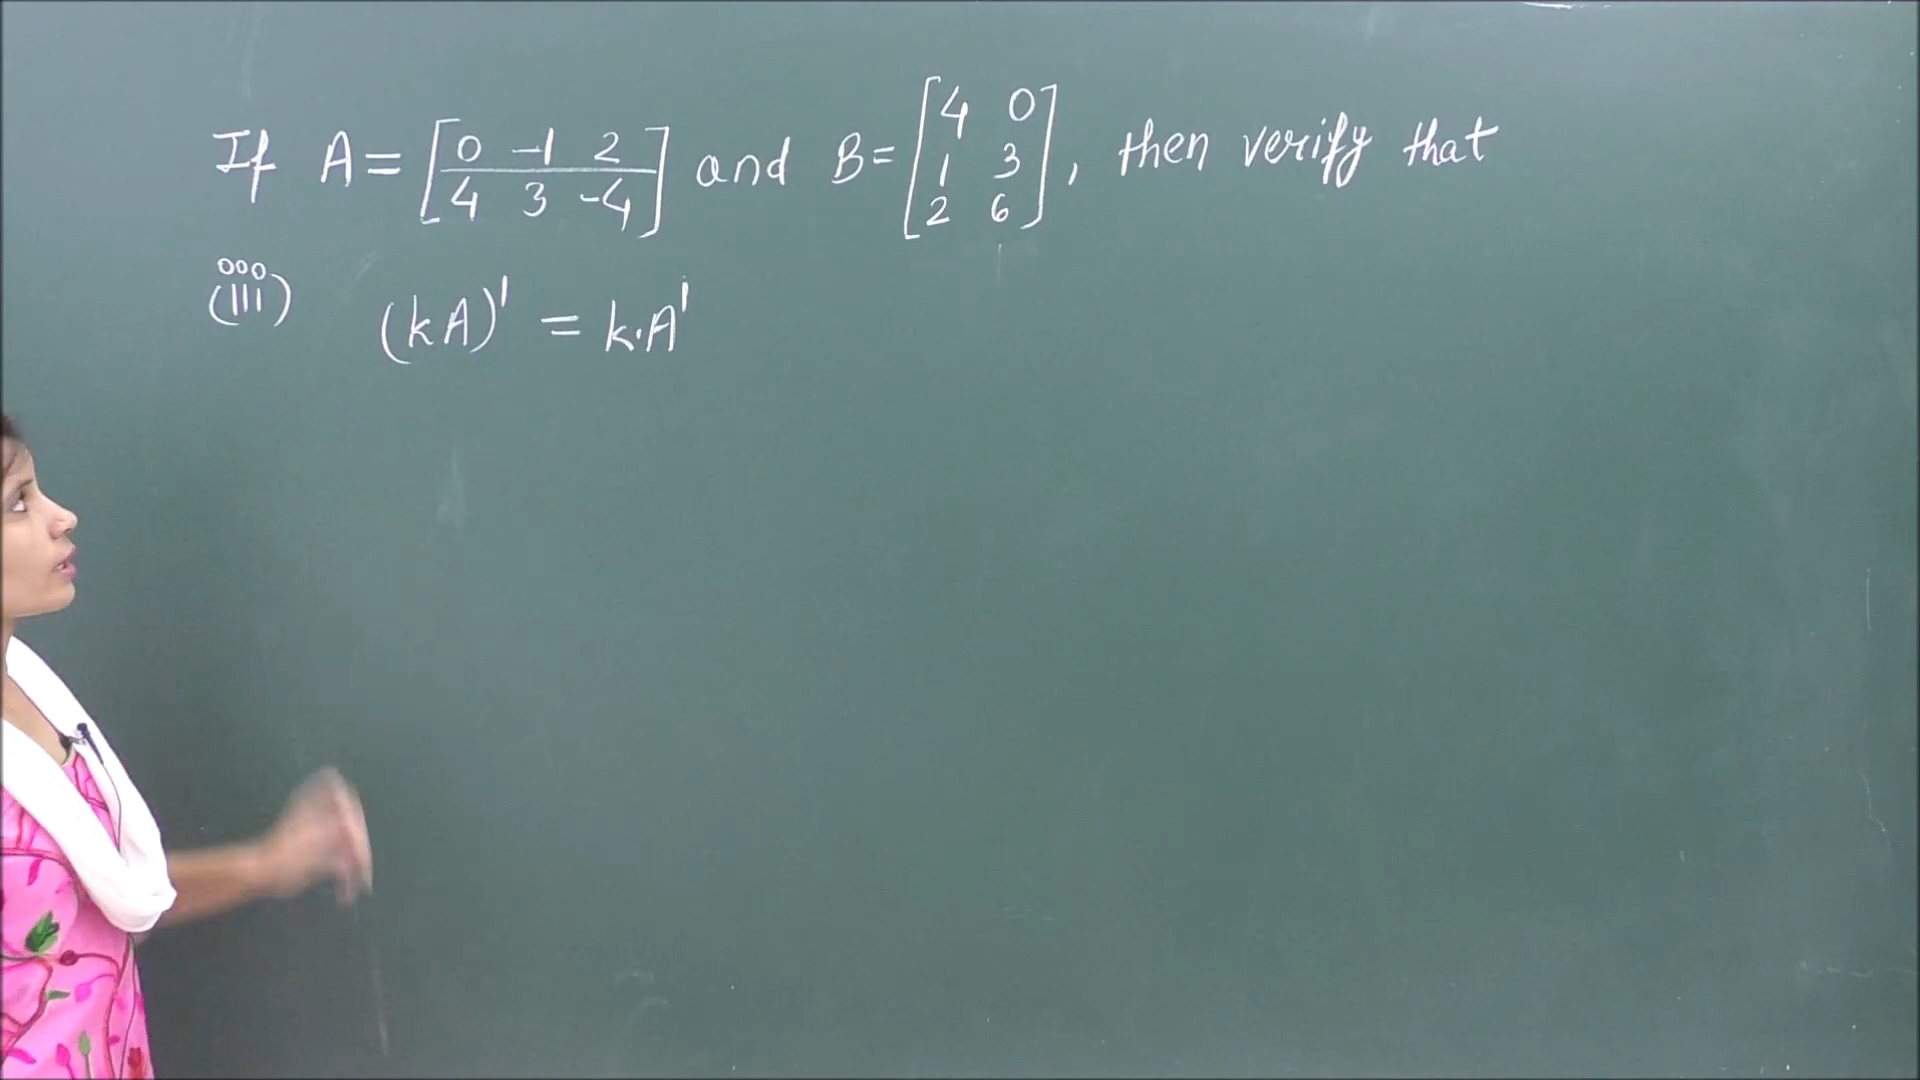 If A = [0 -1 2; 4 3 -4] and B = [4 0; 1 3; 2 6], then verify that
(iii) (kA)' = k·A'